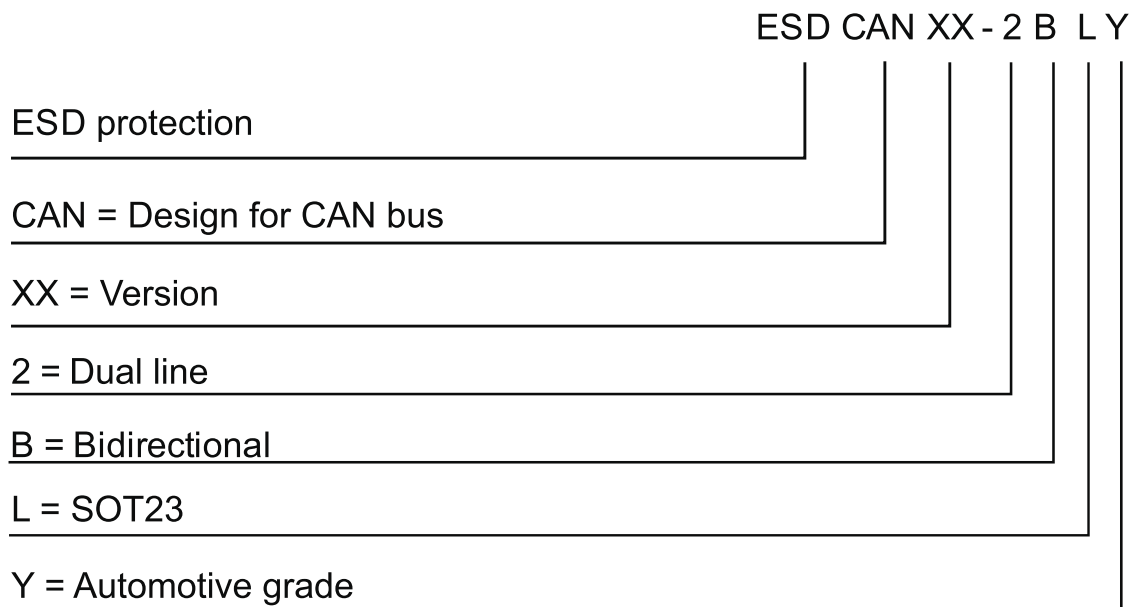 ESD CAN XX - 2 B L Y
ESD protection
CAN = Design for CAN bus
XX = Version
2 = Dual line
B = Bidirectional
L = SOT23
Y = Automotive grade